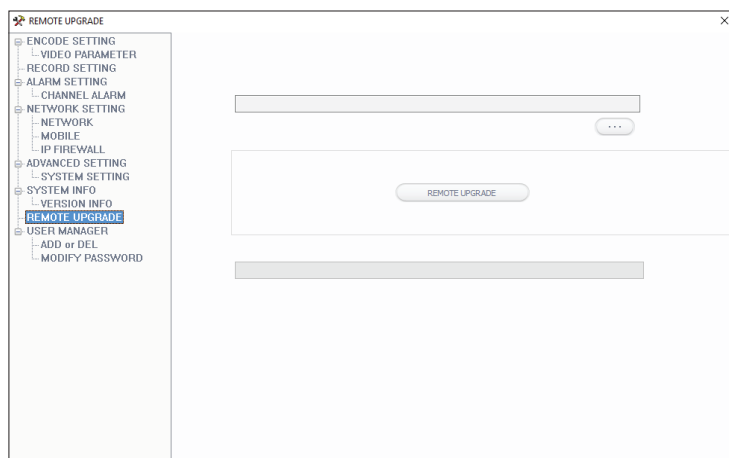 REMOTE UPGRADE
ENCODE SETTING
VIDEO PARAMETER
RECORD SETTING
ALARM SETTING
CHANNEL ALARM
NETWORK SETTING
NETWORK
MOBILE
IP FIREWALL
ADVANCED SETTING
SYSTEM SETTING
SYSTEM INFO
VERSION INFO
REMOTE UPGRADE
USER MANAGER
ADD or DEL
MODIFY PASSWORD
...
REMOTE UPGRADE